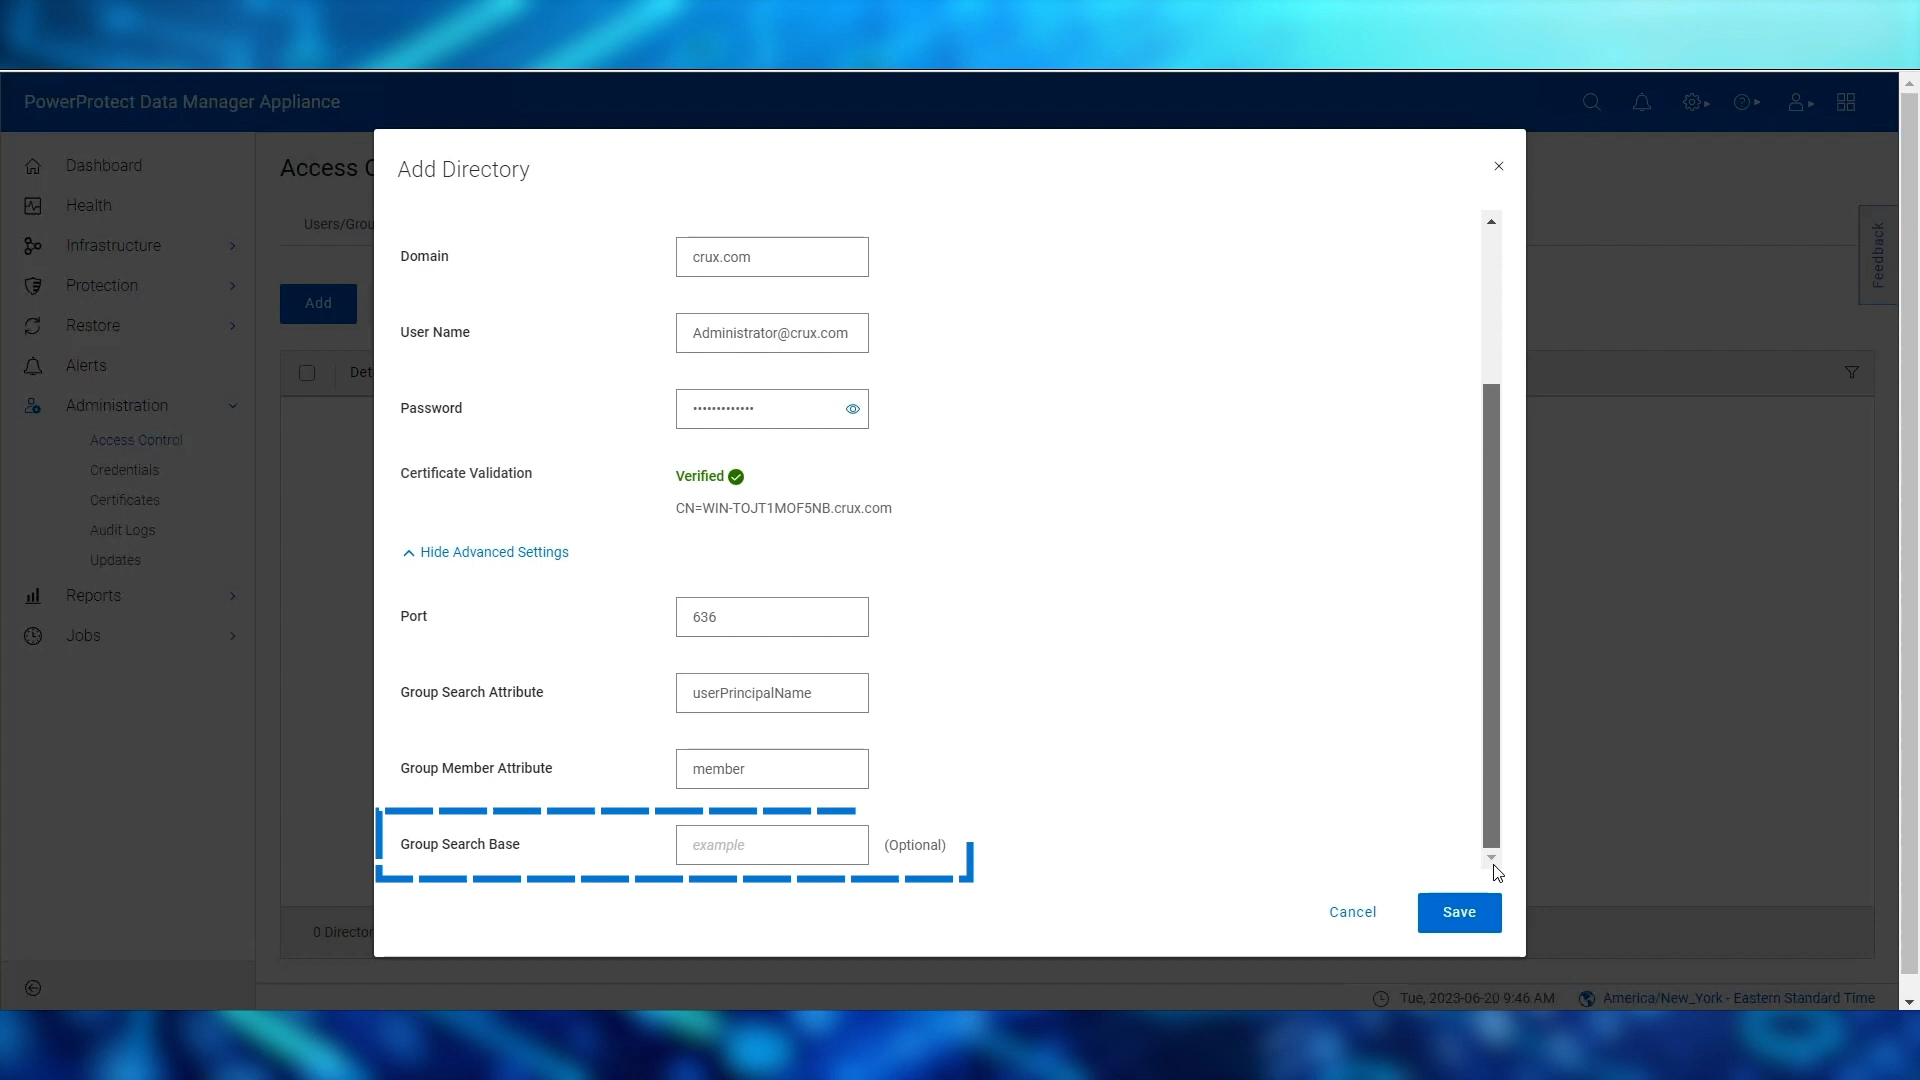 PowerProtect Data Manager Appliance
Dashboard
Health
Infrastructure
Protection
Restore
Alerts
Administration
Access Control
Credentials
Certificates
Audit Logs
Updates
Reports
Jobs
Access C
Users/Grou
Add
Det
0 Director
Add Directory
Domain
crux.com
User Name
Administrator@crux.com
Password
Certificate Validation
Verified
CN=WIN-TOJT1MOF5NB.crux.com
Hide Advanced Settings
Port
636
Group Search Attribute
userPrincipalName
Group Member Attribute
member
Group Search Base
example
(Optional)
Cancel
Save
Feedback
Tue, 2023-06-20 9:46 AM
America/New_York - Eastern Standard Time